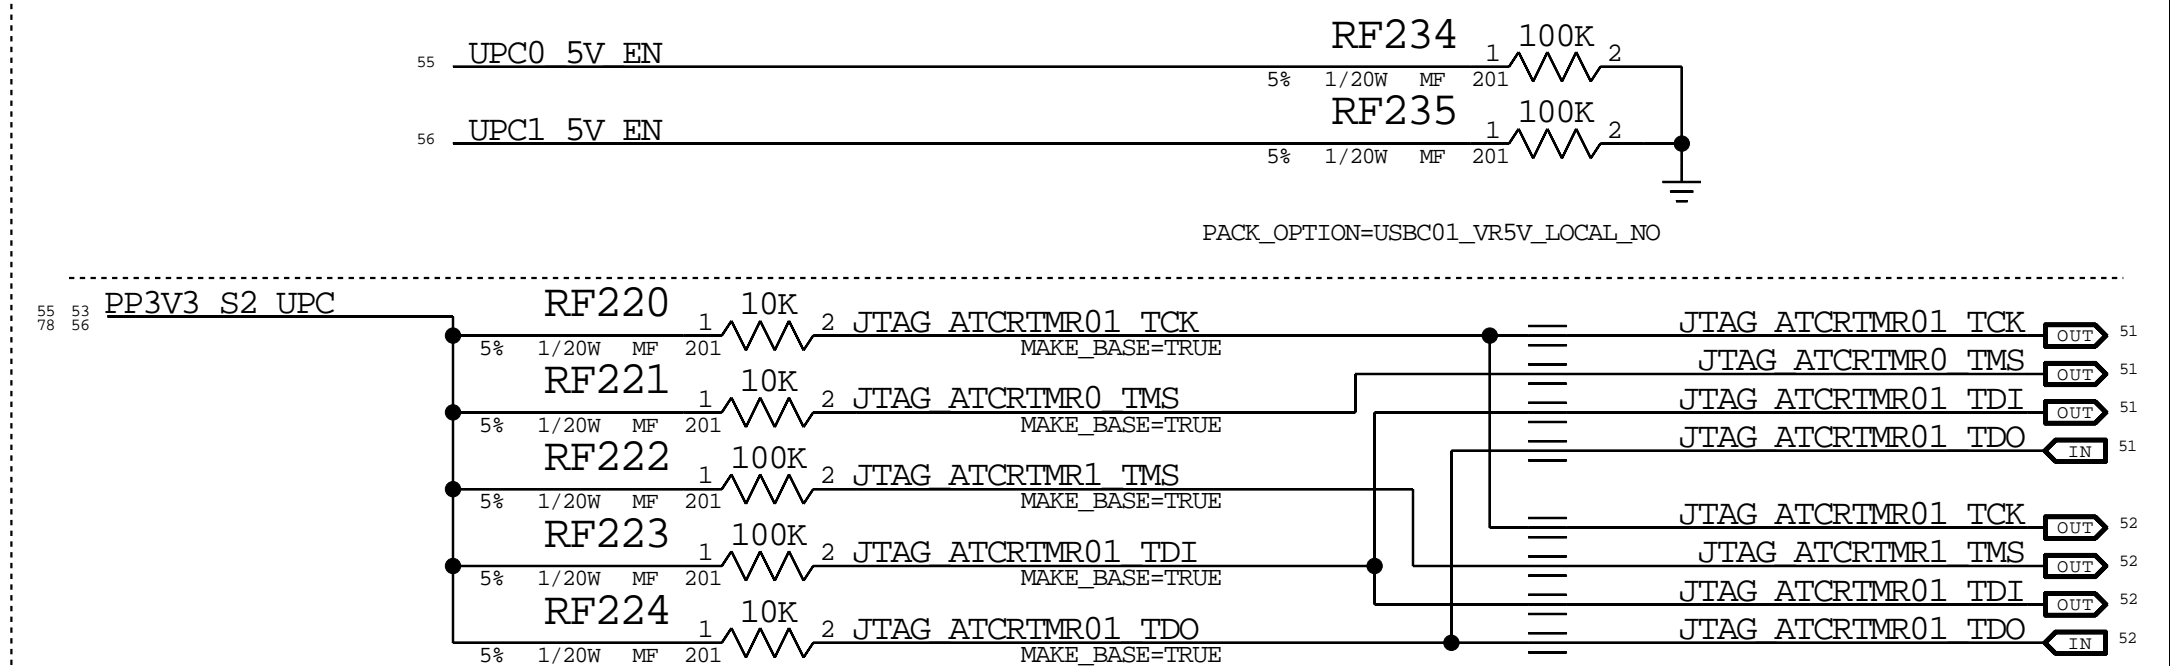 RF234 100K
55 UPC0_5V_EN 1 2
5% 1/20W MF 201
RF235 100K
56 UPC1_5V_EN 1 2
5% 1/20W MF 201
PACK_OPTION=USBC01_VR5V_LOCAL_NO
55 53 PP3V3_S2_UPC
78 56
RF220 10K
1 2 JTAG_ATCRTMR01_TCK JTAG_ATCRTMR01_TCK OUT 51
5% 1/20W MF 201 MAKE_BASE=TRUE
JTAG_ATCRTMR0_TMS OUT 51
RF221 10K
1 2 JTAG_ATCRTMR0_TMS JTAG_ATCRTMR01_TDI OUT 51
5% 1/20W MF 201 MAKE_BASE=TRUE
JTAG_ATCRTMR01_TDO IN 51
RF222 100K
1 2 JTAG_ATCRTMR1_TMS
5% 1/20W MF 201 MAKE_BASE=TRUE
JTAG_ATCRTMR01_TCK OUT 52
RF223 100K
1 2 JTAG_ATCRTMR01_TDI JTAG_ATCRTMR1_TMS OUT 52
5% 1/20W MF 201 MAKE_BASE=TRUE
JTAG_ATCRTMR01_TDI OUT 52
RF224 10K
1 2 JTAG_ATCRTMR01_TDO JTAG_ATCRTMR01_TDO IN 52
5% 1/20W MF 201 MAKE_BASE=TRUE